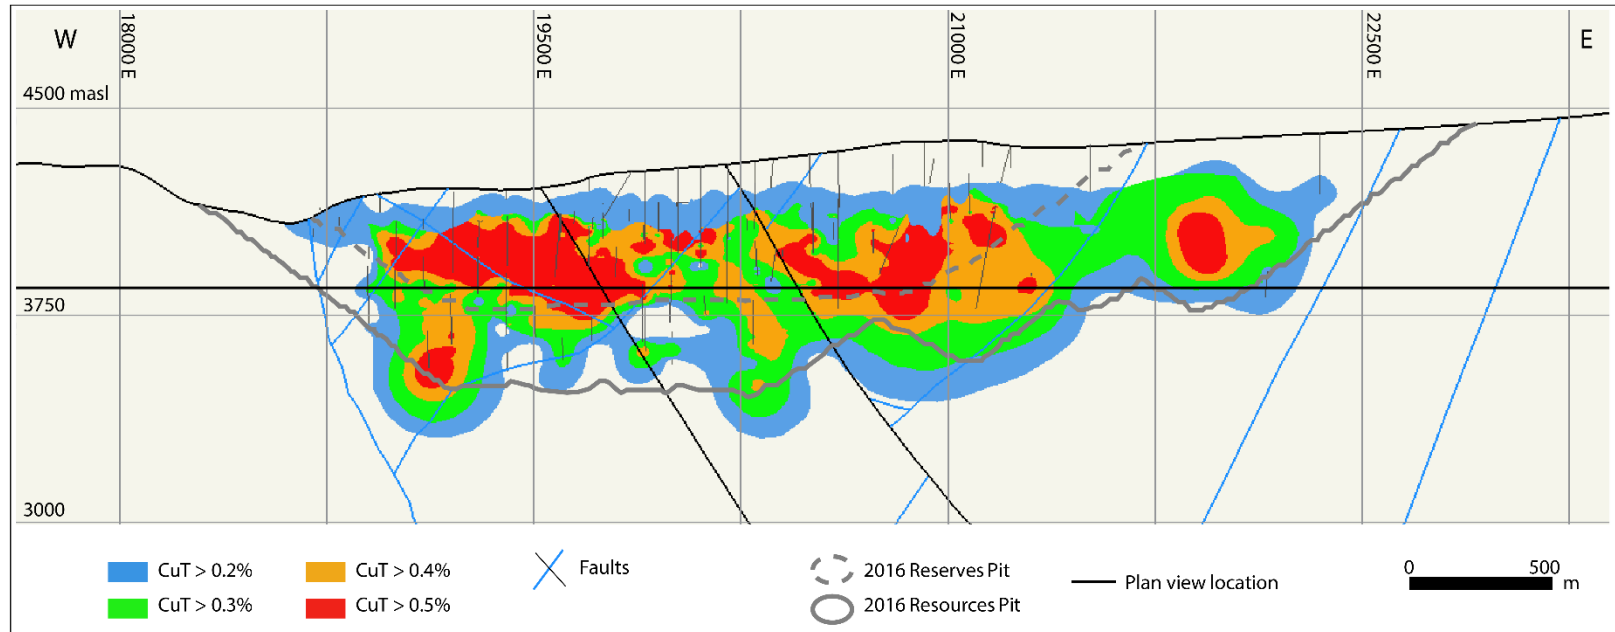 W
18000 E
19500 E
21000 E
22500 E
E
4500 masl
3750
3000
CuT > 0.2%
CuT > 0.4%
Faults
2016 Reserves Pit
Plan view location
0 500
m
CuT > 0.3%
CuT > 0.5%
2016 Resources Pit